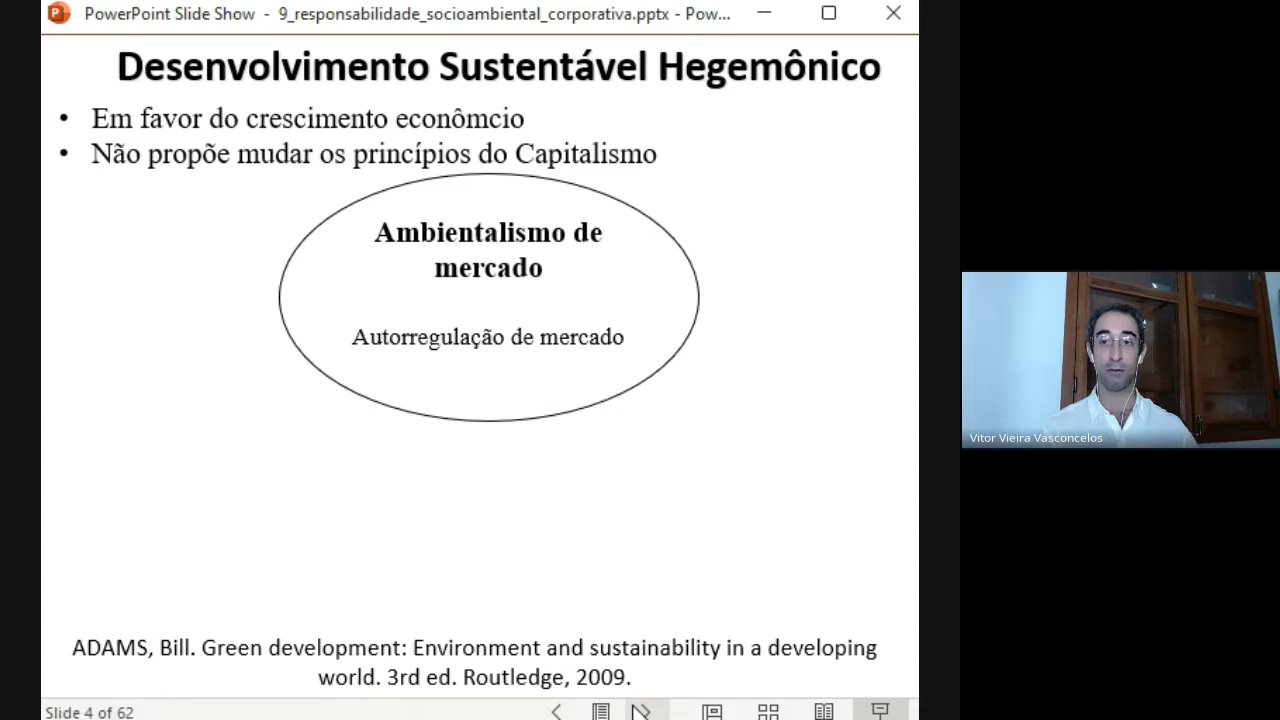 PowerPoint Slide Show - 9_responsabilidade_socioambiental_corporativa.pptx - Pow...
Desenvolvimento Sustentável Hegemônico
• Em favor do crescimento econômcio
• Não propõe mudar os princípios do Capitalismo
Ambientalismo de
mercado
Autorregulação de mercado
Vitor Vieira Vasconcelos
ADAMS, Bill. Green development: Environment and sustainability in a developing
world. 3rd ed. Routledge, 2009.
Slide 4 of 62